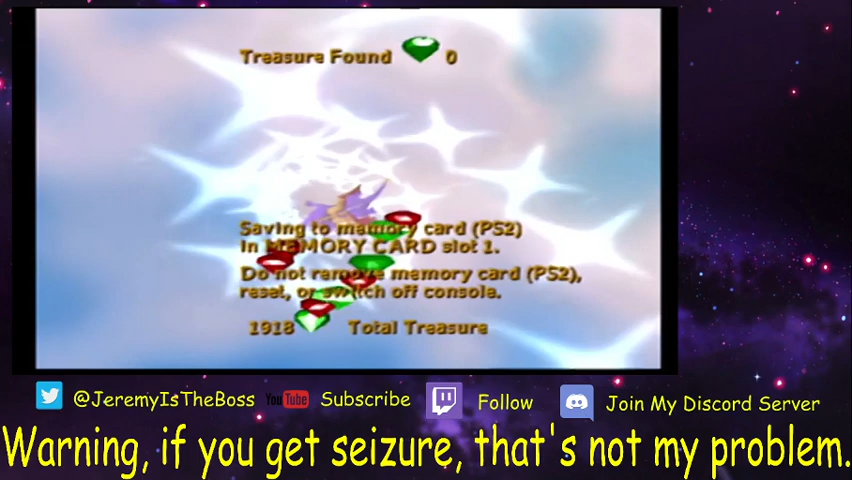 Treasure Found 0
Saving to memory card (PS2)
in MEMORY CARD slot 1.
Do not remove memory card (PS2),
reset, or switch off console.
1918 Total Treasure
@JeremyIsTheBoss YouTube Subscribe Follow Join My Discord Server
Warning, if you get seizure, that's not my problem.